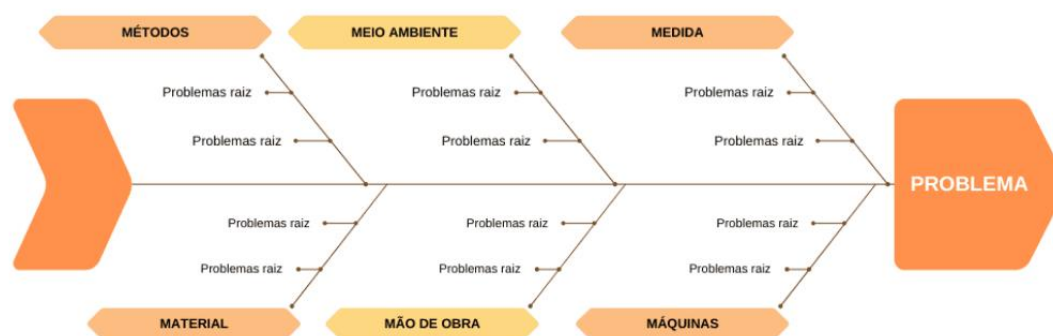 MÉTODOS
MEIO AMBIENTE
MEDIDA
Problemas raiz
Problemas raiz
Problemas raiz
Problemas raiz
Problemas raiz
Problemas raiz
PROBLEMA
Problemas raiz
Problemas raiz
Problemas raiz
Problemas raiz
Problemas raiz
Problemas raiz
MATERIAL
MÃO DE OBRA
MÁQUINAS